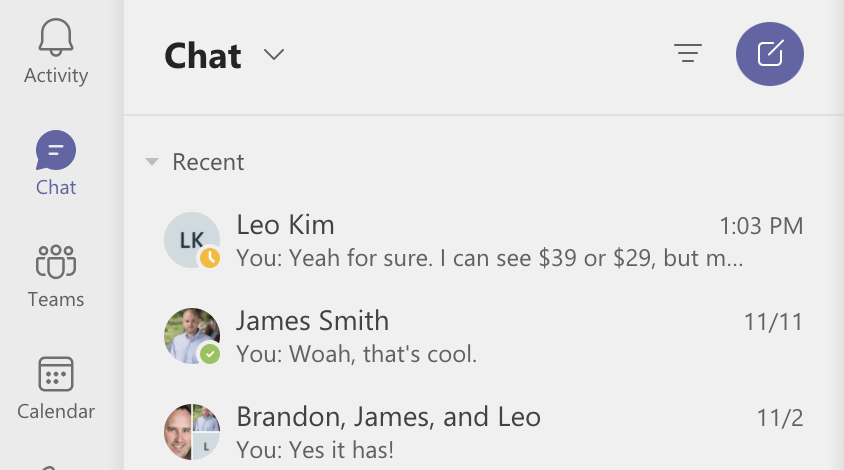 Activity
Chat
Teams
Calendar
Chat
Recent
LK
Leo Kim 1:03 PM
You: Yeah for sure. I can see $39 or $29, but m...
James Smith 11/11
You: Woah, that's cool.
L
Brandon, James, and Leo 11/2
You: Yes it has!